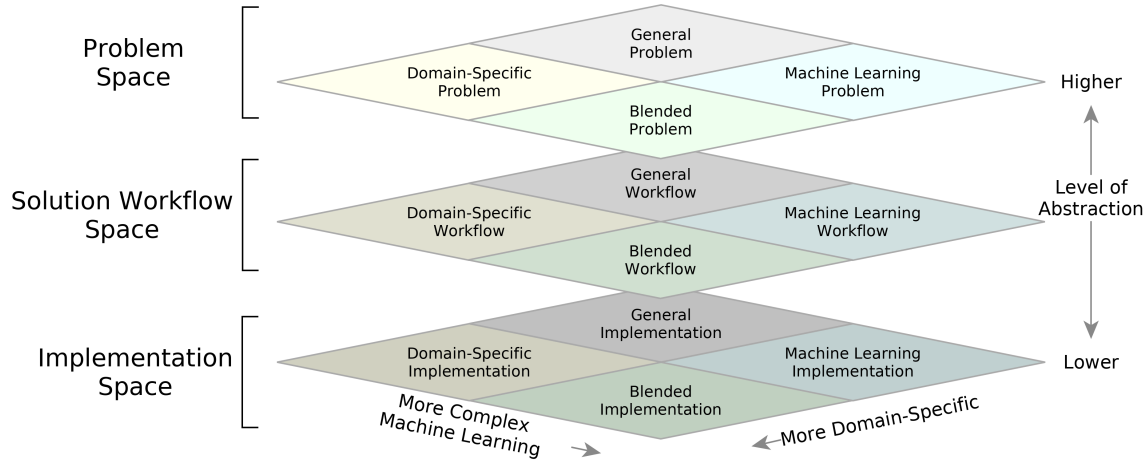 Problem
Space
General
Problem
Domain-Specific
Problem
Machine Learning
Problem
Blended
Problem
Higher
Solution Workflow
Space
General
Workflow
Domain-Specific
Workflow
Machine Learning
Workflow
Blended
Workflow
Level of
Abstraction
Implementation
Space
General
Implementation
Domain-Specific
Implementation
Machine Learning
Implementation
Blended
Implementation
Lower
More Complex
Machine Learning
More Domain-Specific